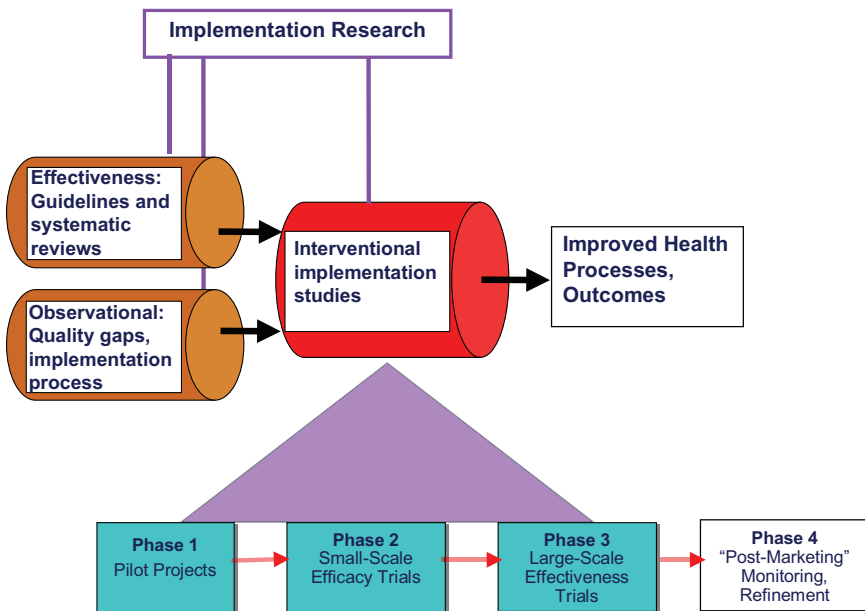 Implementation Research
Effectiveness:
Guidelines and
systematic
reviews
Observational:
Quality gaps,
implementation
process
Interventional
implementation
studies
Improved Health
Processes,
Outcomes
Phase 1
Pilot Projects
Phase 2
Small-Scale
Efficacy Trials
Phase 3
Large-Scale
Effectiveness
Trials
Phase 4
“Post-Marketing”
Monitoring,
Refinement